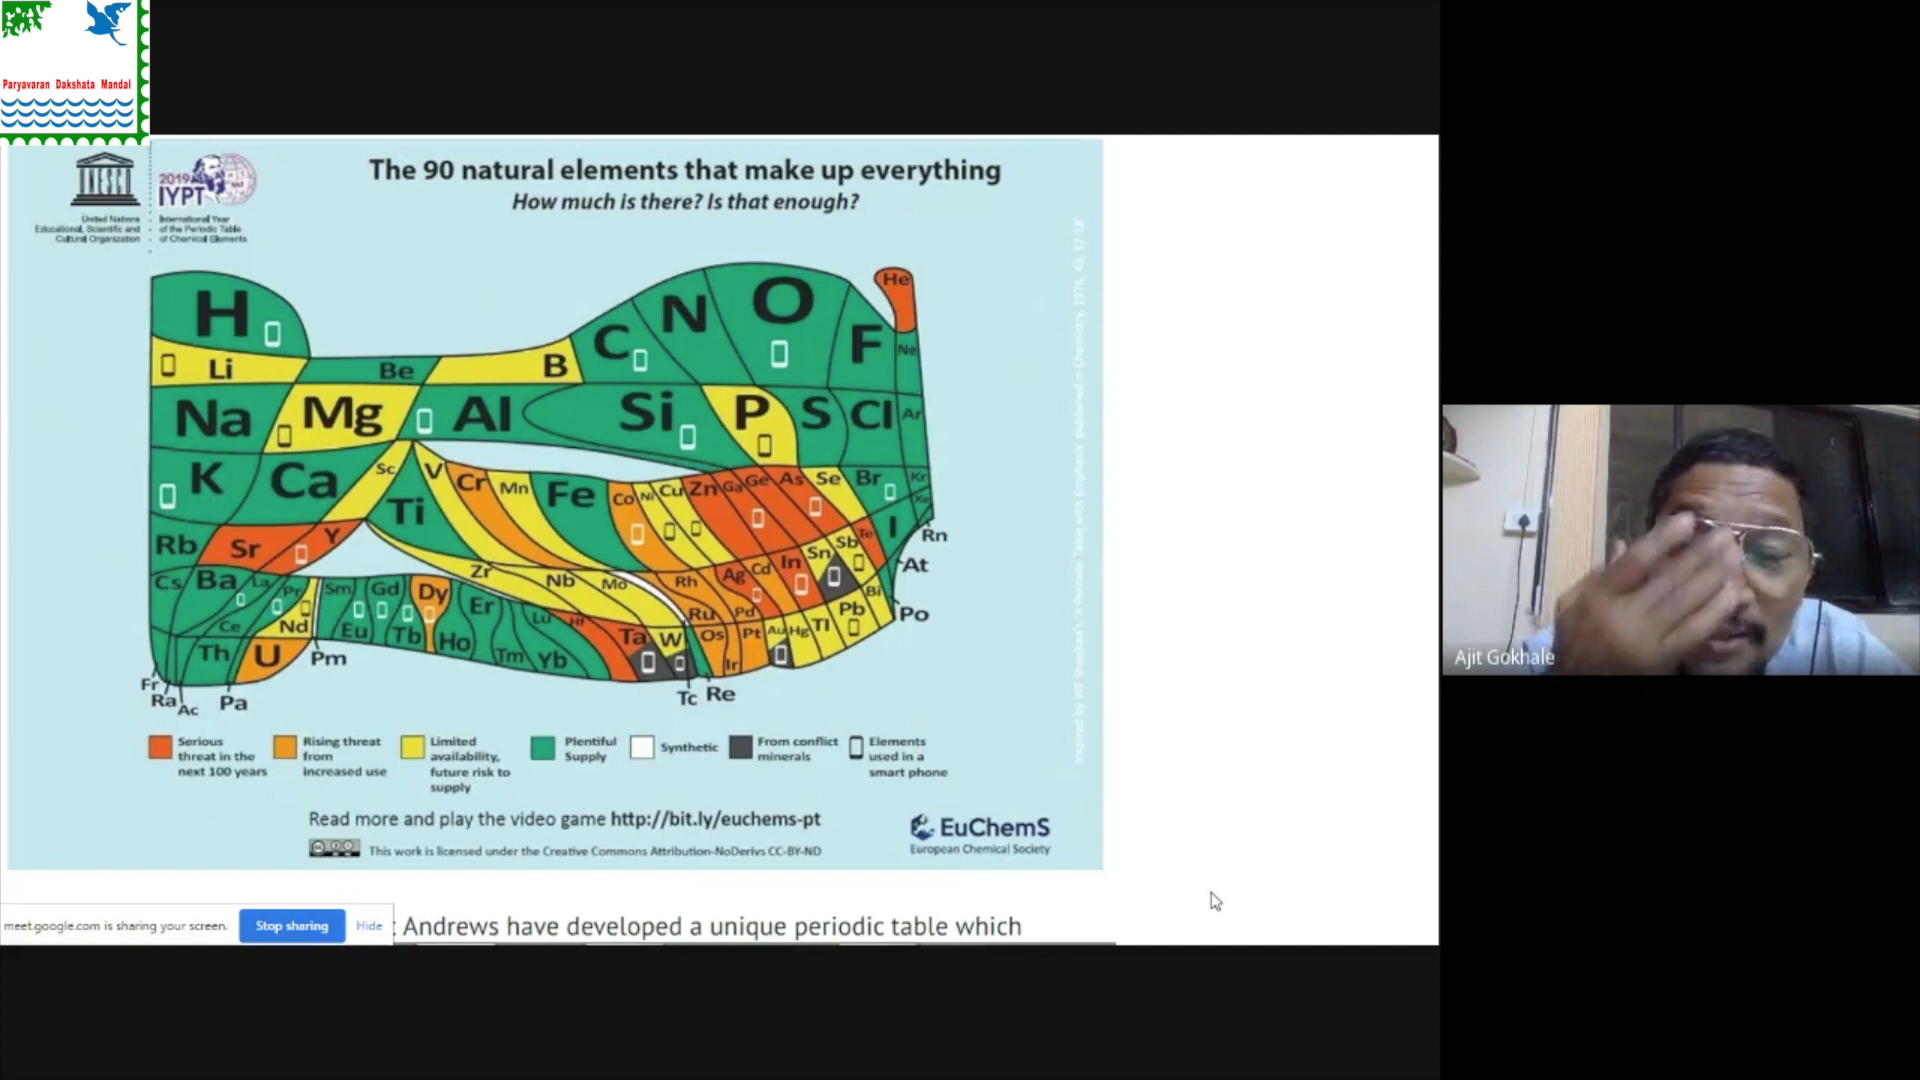 Paryavaran Dakshata Mandal
UNESCO
United Nations
Educational, Scientific and
Cultural Organization
2019
IYPT
International Year
of the Periodic Table
of Chemical Elements
The 90 natural elements that make up everything
How much is there? Is that enough?
H N O He
Li Be B C F Ne
Na Mg Al Si P S Cl Ar
K Ca Sc Ti V Cr Mn Fe Co Ni Cu Zn Ga Ge As Se Br Kr
Rb Sr Y Zr Nb Mo Ru Rh Pd Ag Cd In Sn Sb Te I Xe
Cs Ba La Ce Pr Nd Pm Sm Eu Gd Tb Dy Ho Er Tm Yb Lu Hf Ta W Re Os Ir Pt Au Hg Tl Pb Bi Po At Rn
Fr Ra Ac Th Pa U Tc
Serious
threat in the
next 100 years
Rising threat
from
increased use
Limited
availability,
future risk to
supply
Plentiful
Supply
Synthetic
From conflict
minerals
Elements
used in a
smart phone
Read more and play the video game http://bit.ly/euchems-pt
This work is licensed under the Creative Commons Attribution-NoDerivs CC-BY-ND
EuChemS
European Chemical Society
Ajit Gokhale
meet.google.com is sharing your screen. Stop sharing Hide
Andrews have developed a unique periodic table which